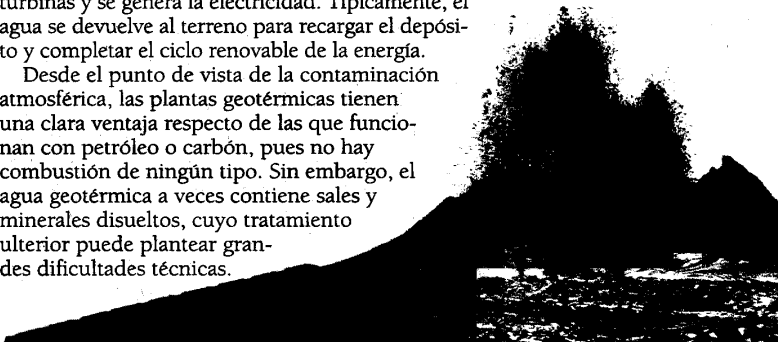 turbinas y se genera la electricidad. Típicamente, el
agua se devuelve al terreno para recargar el depósi-
to y completar el ciclo renovable de la energía.
Desde el punto de vista de la contaminación
atmosférica, las plantas geotérmicas tienen
una clara ventaja respecto de las que funcio-
nan con petróleo o carbón, pues no hay
combustión de ningún tipo. Sin embargo, el
agua geotérmica a veces contiene sales y
minerales disueltos, cuyo tratamiento
ulterior puede plantear gran-
des dificultades técnicas.